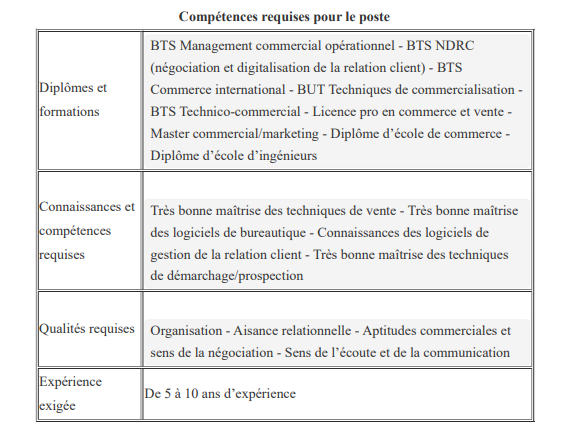 Compétences requises pour le poste
Diplômes et
formations
BTS Management commercial opérationnel - BTS NDRC
(négociation et digitalisation de la relation client) - BTS
Commerce international - BUT Techniques de commercialisation -
BTS Technico-commercial - Licence pro en commerce et vente -
Master commercial/marketing - Diplôme d’école de commerce -
Diplôme d’école d’ingénieurs
Connaissances et
compétences
requises
Très bonne maîtrise des techniques de vente - Très bonne maîtrise
des logiciels de bureautique - Connaissances des logiciels de
gestion de la relation client - Très bonne maîtrise des techniques
de démarchage/prospection
Qualités requises
Organisation - Aisance relationnelle - Aptitudes commerciales et
sens de la négociation - Sens de l’écoute et de la communication
Expérience
exigée
De 5 à 10 ans d’expérience